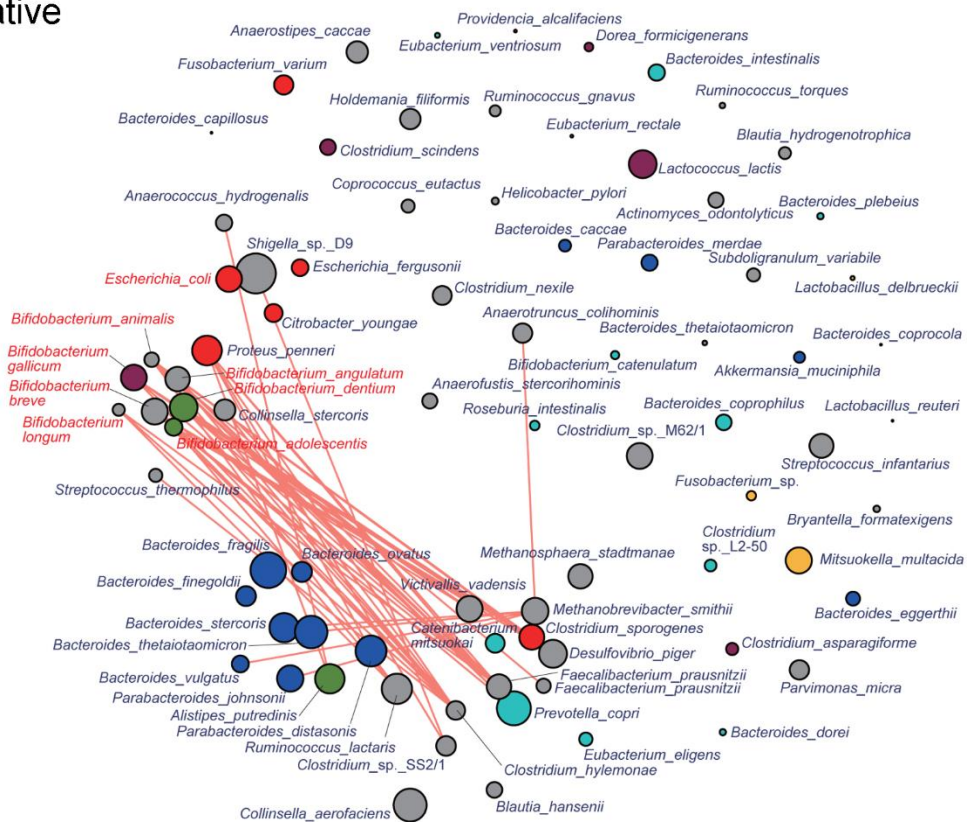 ative
Providencia_alcalifaciens
Anaerostipes_caccae
Dorea_formicigenerans
Eubacterium_ventriosum
Fusobacterium_varium
Bacteroides_intestinalis
Holdemania_filiformis
Ruminococcus_gnavus
Ruminococcus_torques
Bacteroides_capillosus
Eubacterium_rectale
Blautia_hydrogenotrophica
Clostridium_scindens
Lactococcus_lactis
Coprococcus_eutactus
Helicobacter_pylori
Anaerococcus_hydrogenalis
Actinomyces_odontolyticus
Bacteroides_plebeius
Bacteroides_caccae
Shigella_sp._D9
Parabacteroides_merdae
Subdoligranulum_variabile
Escherichia_coli
Escherichia_fergusonii
Clostridium_nexile
Lactobacillus_delbrueckii
Anaerotruncus_colihominis
Bifidobacterium_animalis
Citrobacter_youngae
Bacteroides_thetaiotaomicron
Bacteroides_coprocola
Bifidobacterium
gallicum
Proteus_penneri
Bifidobacterium_catenulatum
Akkermansia_muciniphila
Bifidobacterium_angulatum
Bifidobacterium_dentium
Anaerofustis_stercorihominis
Bifidobacterium
breve
Roseburia_intestinalis
Bacteroides_coprophilus
Lactobacillus_reuteri
Collinsella_stercoris
Bifidobacterium
longum
Clostridium_sp._M62/1
Bifidobacterium_adolescentis
Streptococcus_infantarius
Streptococcus_thermophilus
Fusobacterium_sp.
Bryantella_formatexigens
Clostridium
sp._L2-50
Bacteroides_fragilis
Bacteroides_ovatus
Methanosphaera_stadtmanae
Mitsuokella_multacida
Bacteroides_finegoldii
Victivallis_vadensis
Methanobrevibacter_smithii
Bacteroides_eggerthii
Bacteroides_stercoris
Catenibacterium
mitsuokai
Clostridium_sporogenes
Bacteroides_thetaiotaomicron
Clostridium_asparagiforme
Desulfovibrio_piger
Bacteroides_vulgatus
Faecalibacterium_prausnitzii
Faecalibacterium_prausnitzii
Parvimonas_micra
Parabacteroides_johnsonii
Alistipes_putredinis
Prevotella_copri
Parabacteroides_distasonis
Bacteroides_dorei
Ruminococcus_lactaris
Eubacterium_eligens
Clostridium_sp._SS2/1
Clostridium_hylemonae
Blautia_hansenii
Collinsella_aerofaciens